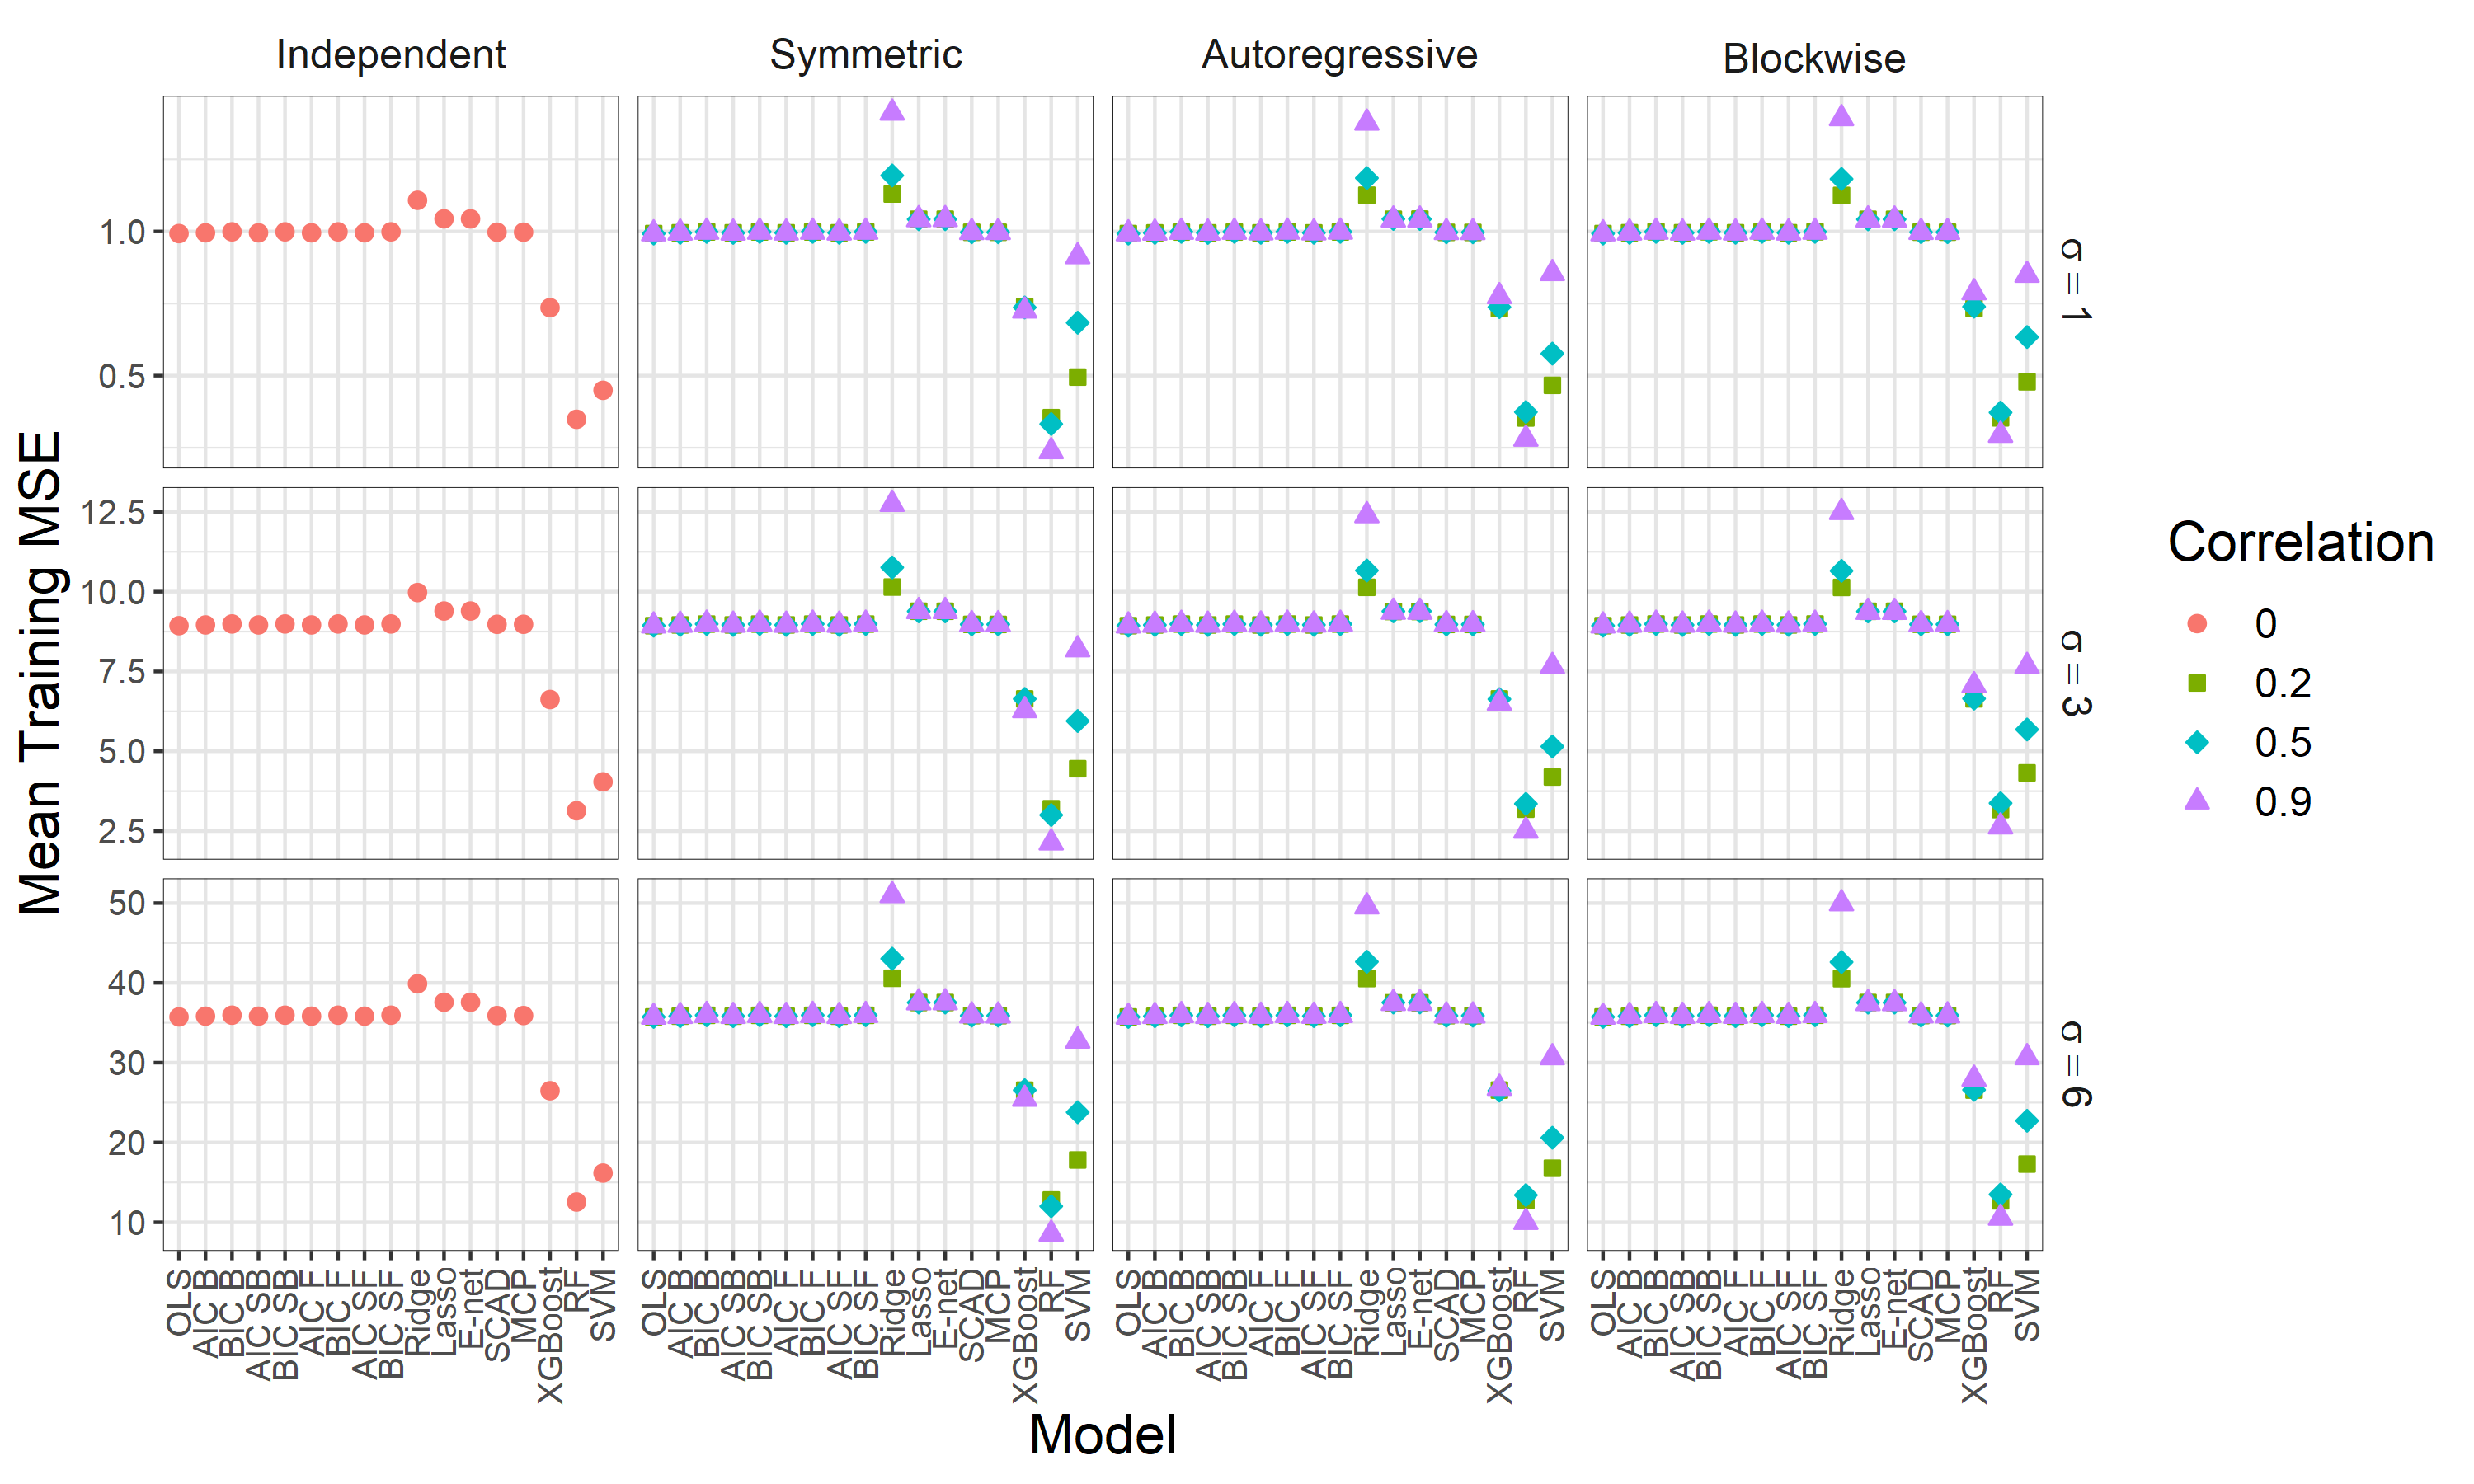 Independent
Symmetric
Autoregressive
Blockwise
Mean Training MSE
1.0
0.5
σ = 1
12.5
10.0
7.5
5.0
2.5
σ = 3
50
40
30
20
10
σ = 6
OLS
AIC B
BIC B
AIC SB
BIC SB
AIC F
BIC F
AIC SF
BIC SF
Ridge
Lasso
E-net
SCAD
MCP
XGBoost
RF
SVM
OLS
AIC B
BIC B
AIC SB
BIC SB
AIC F
BIC F
AIC SF
BIC SF
Ridge
Lasso
E-net
SCAD
MCP
XGBoost
RF
SVM
OLS
AIC B
BIC B
AIC SB
BIC SB
AIC F
BIC F
AIC SF
BIC SF
Ridge
Lasso
E-net
SCAD
MCP
XGBoost
RF
SVM
OLS
AIC B
BIC B
AIC SB
BIC SB
AIC F
BIC F
AIC SF
BIC SF
Ridge
Lasso
E-net
SCAD
MCP
XGBoost
RF
SVM
Model
Correlation
0
0.2
0.5
0.9